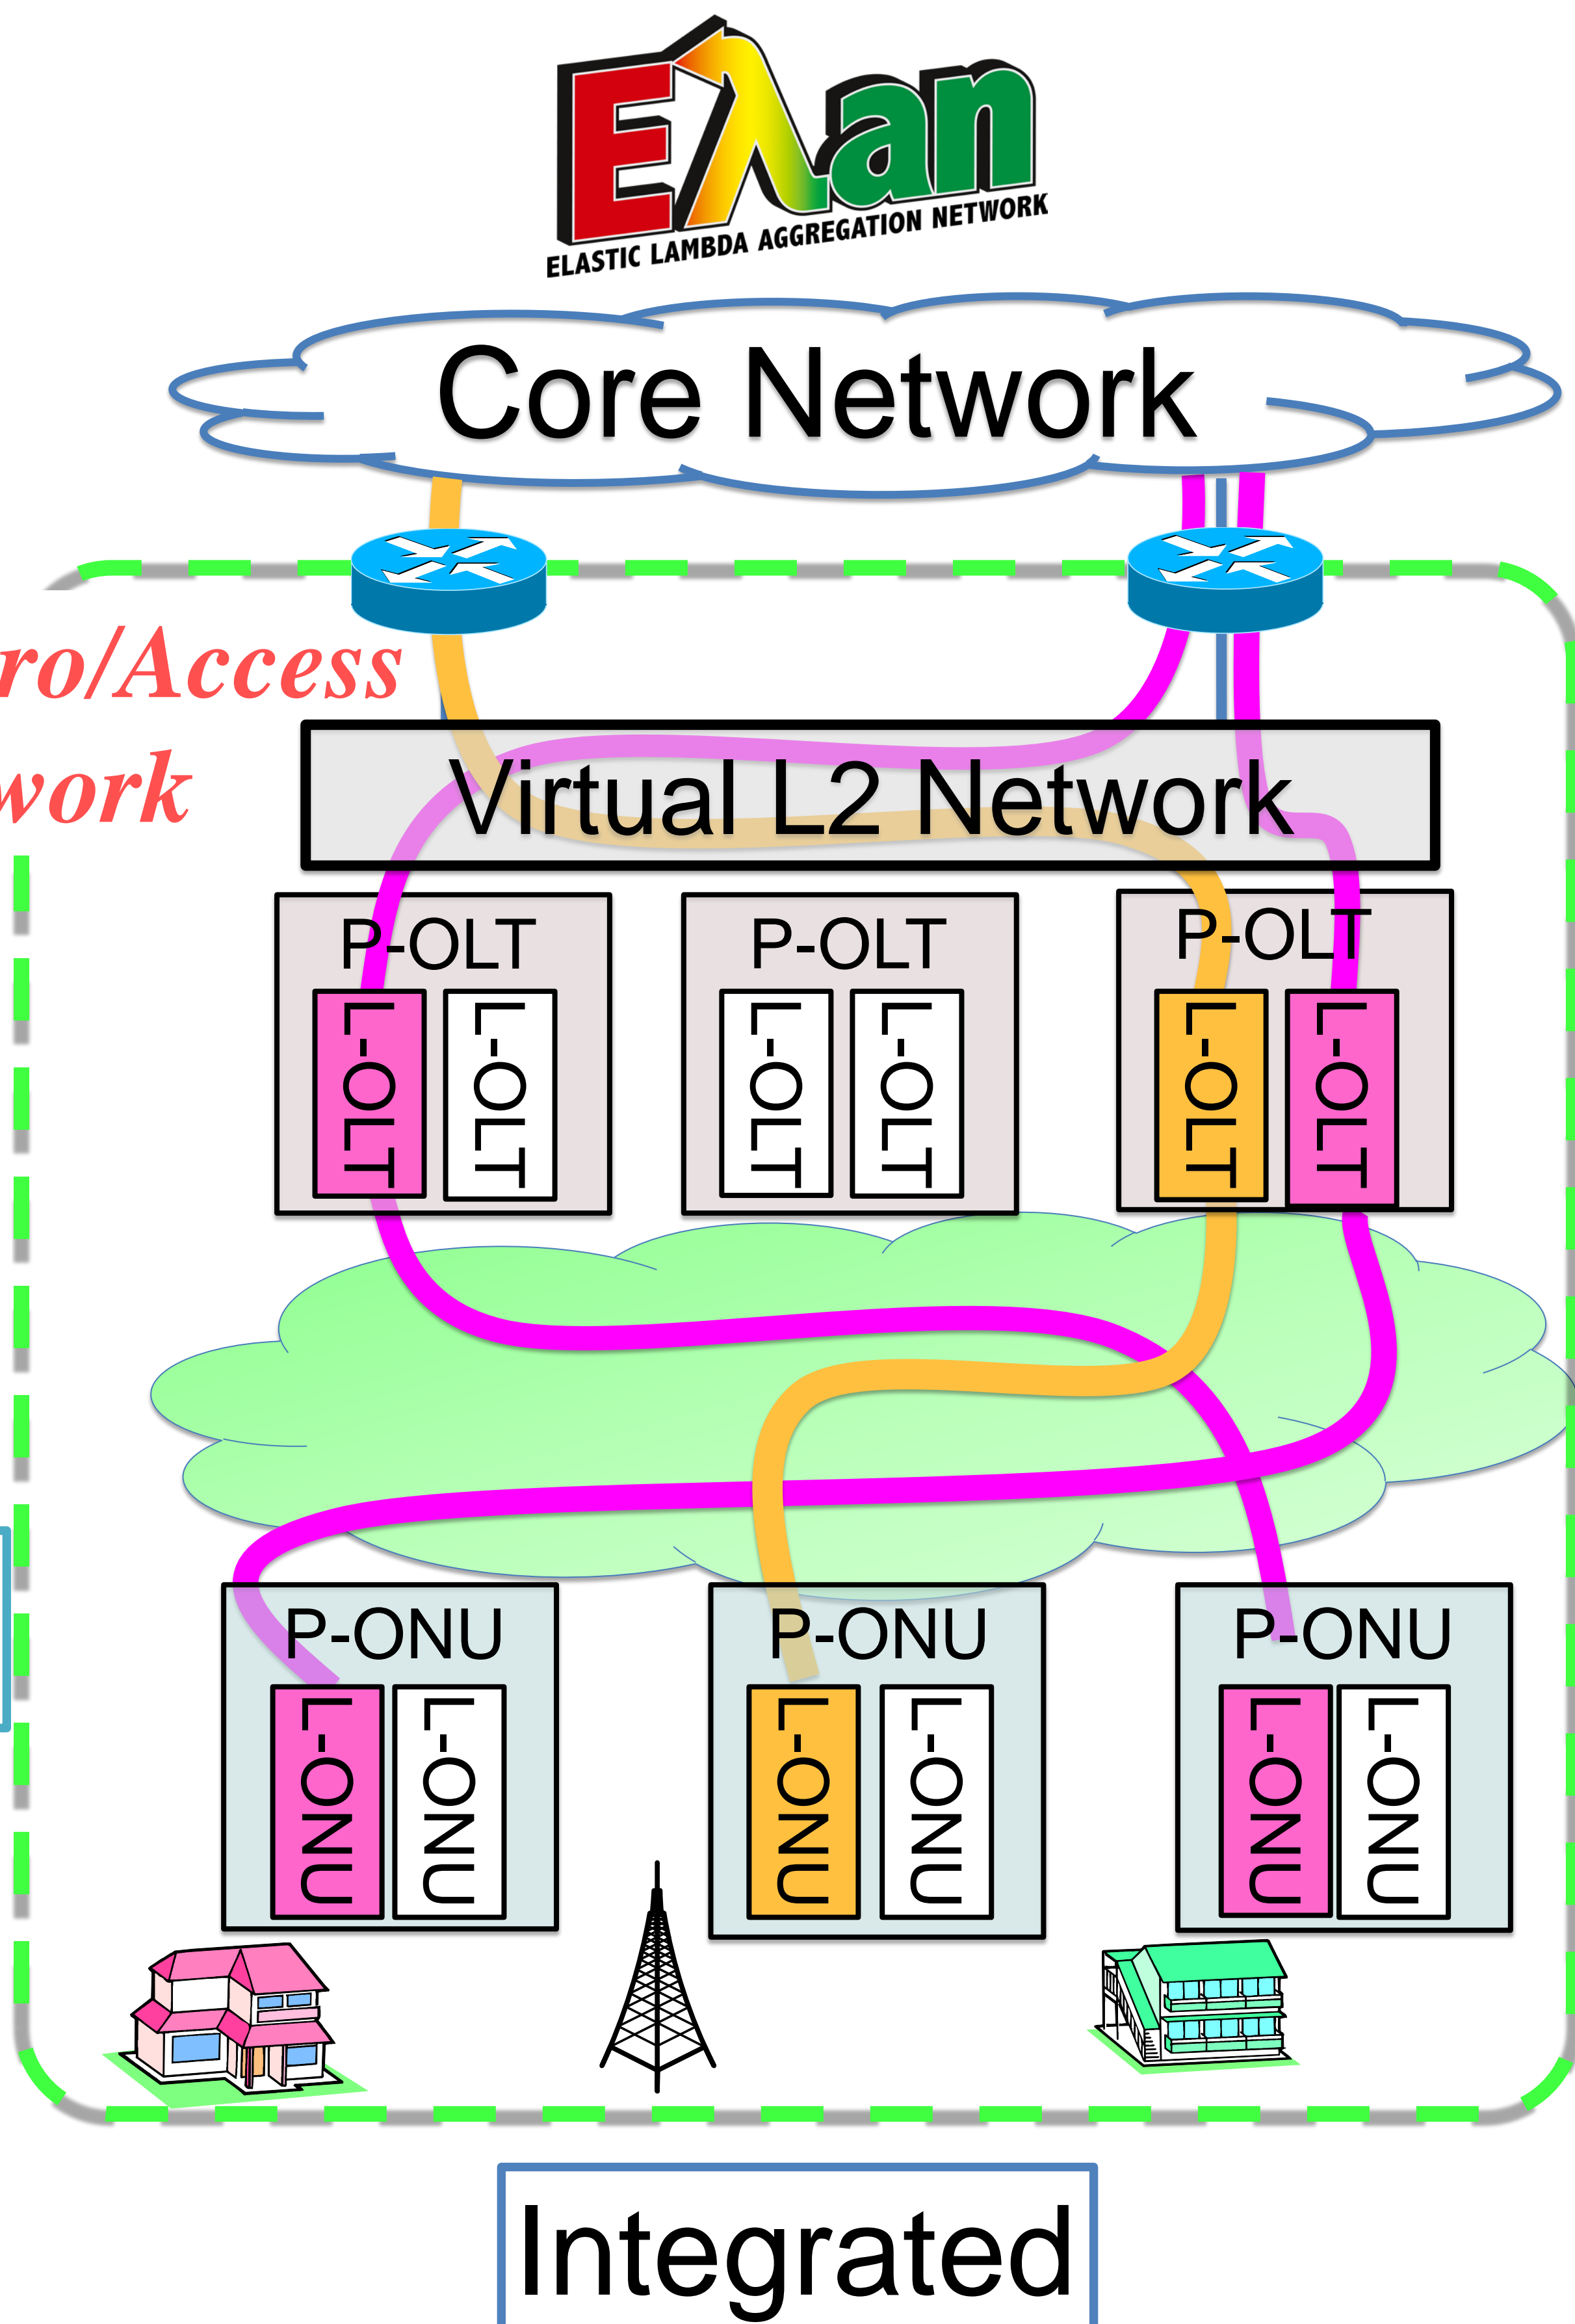 Eλan
ELASTIC LAMBDA AGGREGATION NETWORK
Core Network
ro/Access
work
Virtual L2 Network
P-OLT P-OLT P-OLT
L-OLT L-OLT L-OLT L-OLT L-OLT L-OLT
P-ONU P-ONU P-ONU
L-ONU L-ONU L-ONU L-ONU L-ONU L-ONU
Integrated